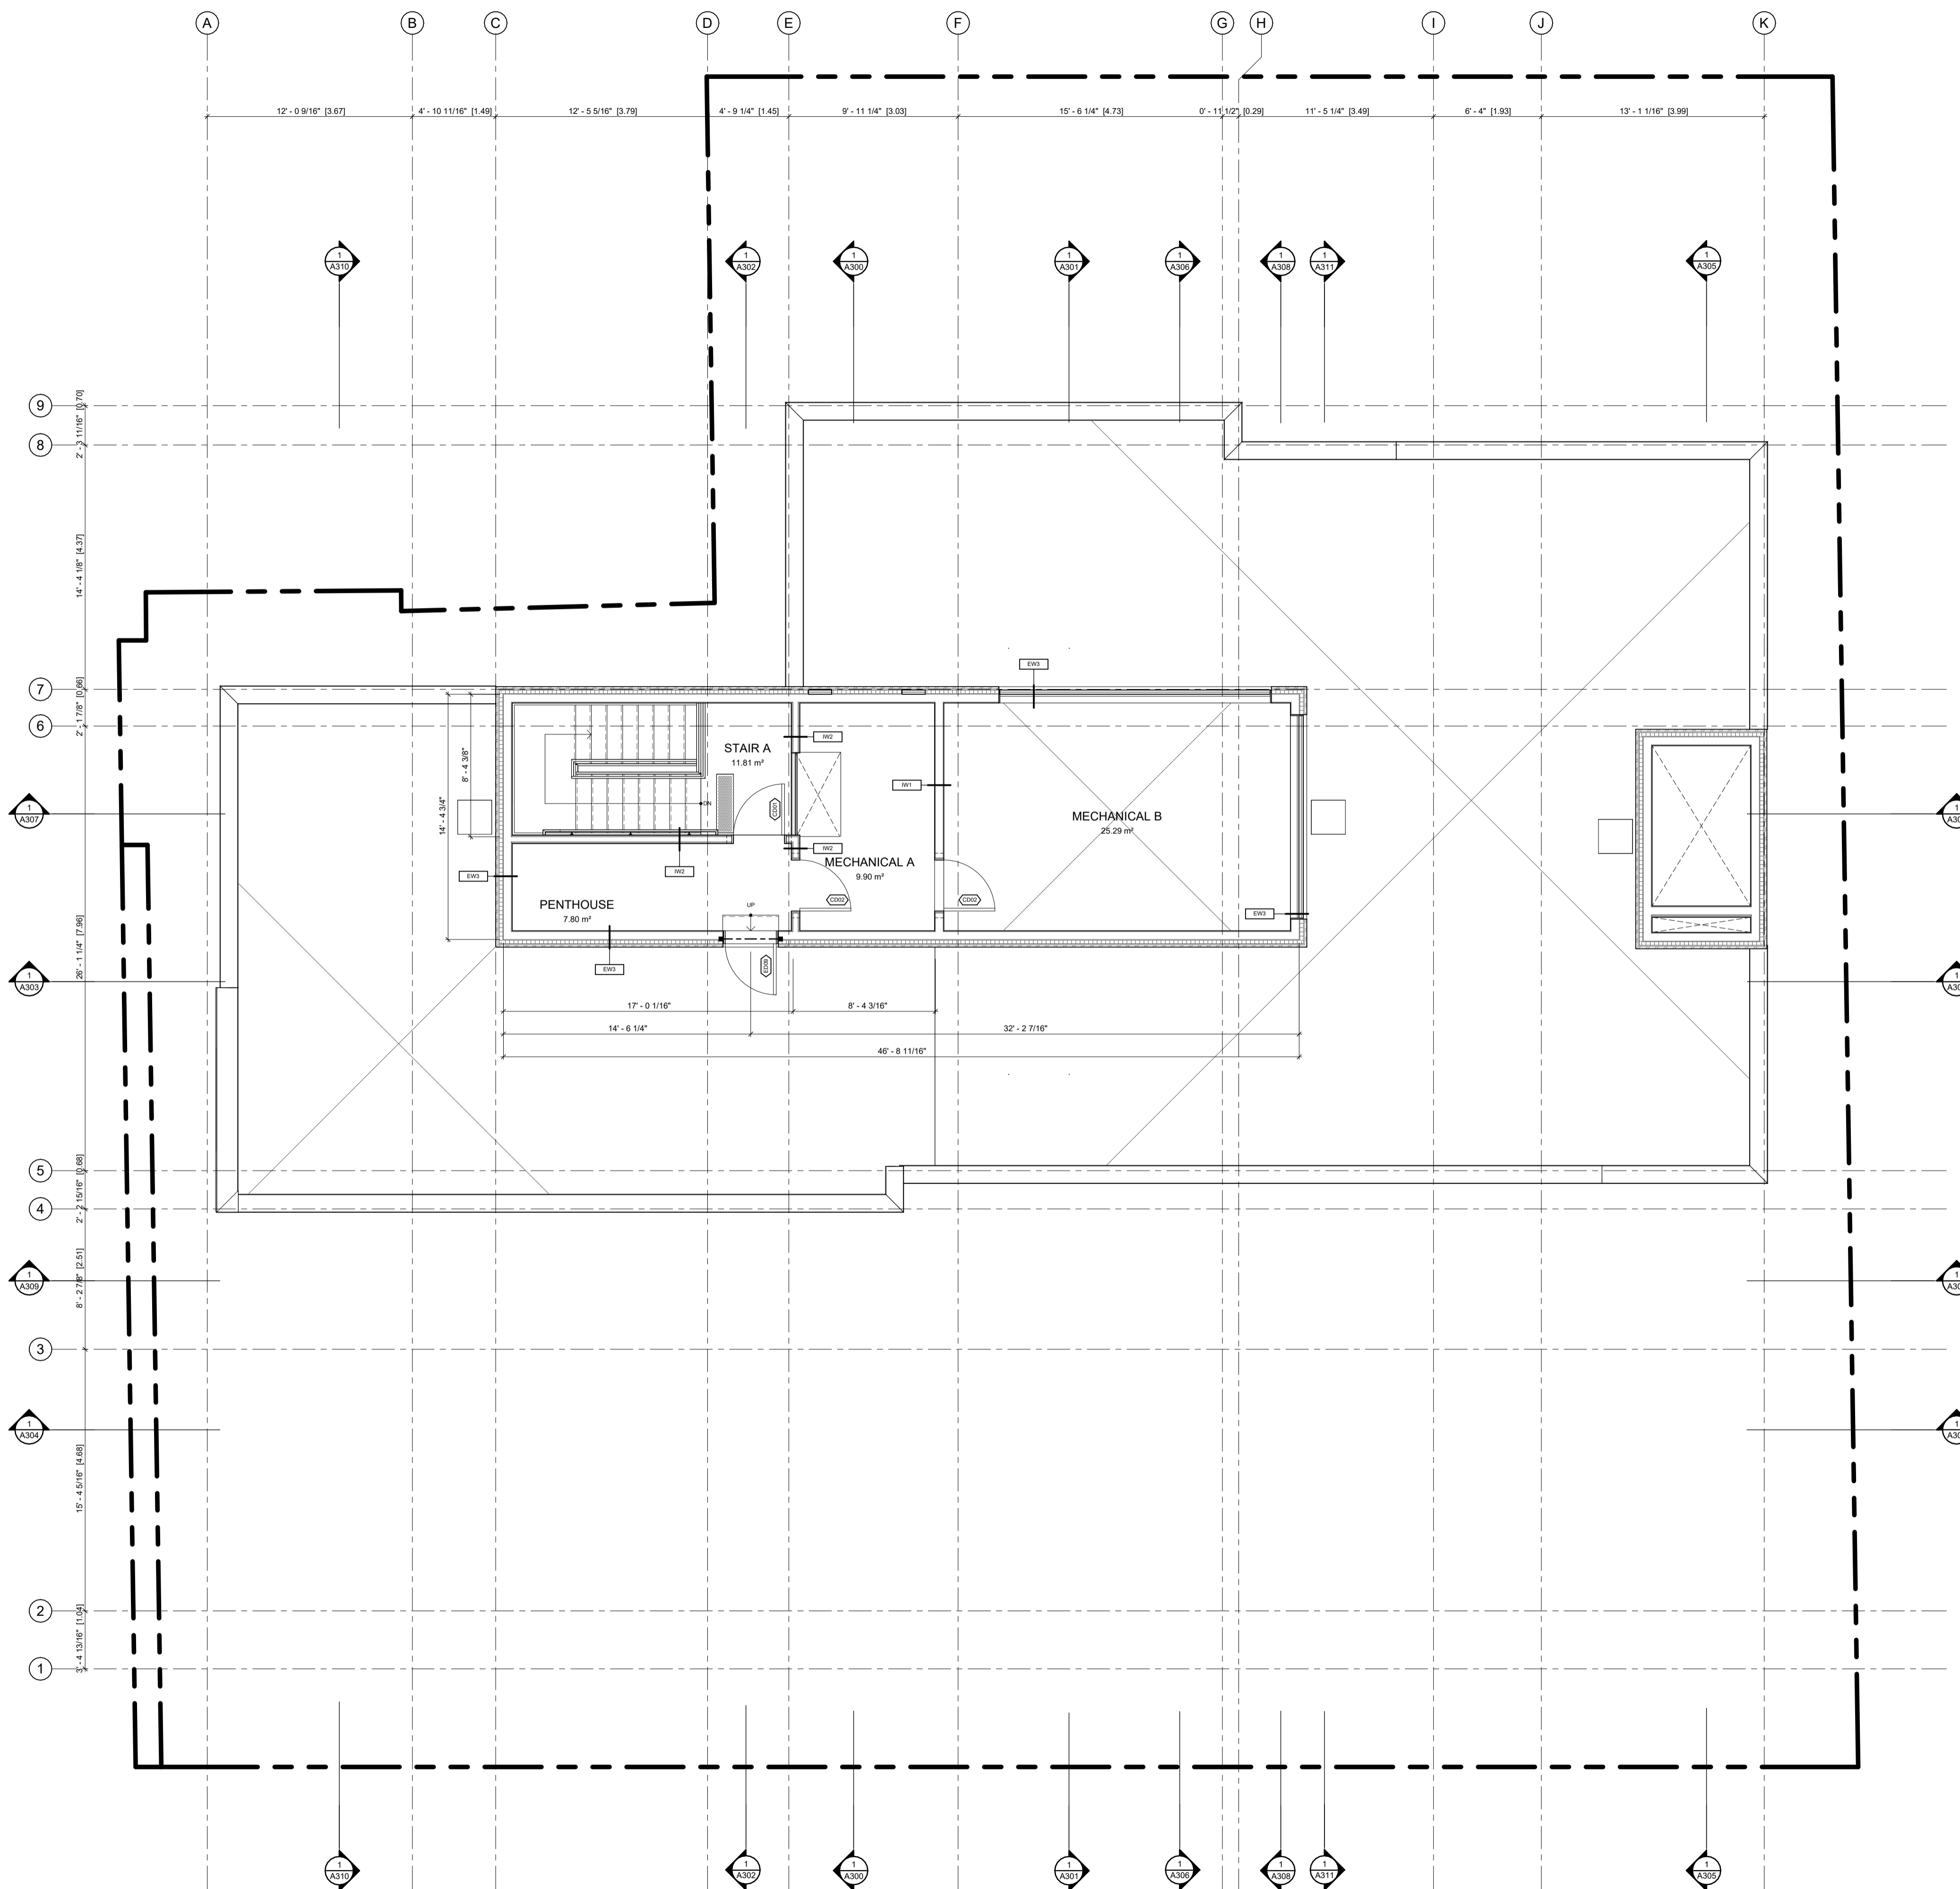 A B C D E F G H I J K
12' - 0 9/16" [3.67] 4' - 10 11/16" [1.49] 12' - 5 5/16" [3.79] 4' - 9 1/4" [1.45] 9' - 11 1/4" [3.03] 15' - 6 1/4" [4.73] 0' - 11 1/2" [0.29] 11' - 5 1/4" [3.49] 6' - 4" [1.93] 13' - 1 1/16" [3.99]
1 1 1 1 1 1 1 1
A310 A302 A300 A301 A306 A308 A311 A305
9
2' - 3 11/16" [0.70]
8
14' - 4 1/8" [4.37]
7
2' - 1 7/8" [0.66]
6
EW3
IW2
STAIR A
11.81 m²
8' - 4 3/8"
14' - 4 3/4"
IW1
DN
CD01
MECHANICAL B
25.29 m²
1
A307
1
IW2
MECHANICAL A
9.90 m²
IW2
EW3
CD02
CD02
PENTHOUSE
7.80 m²
UP
EW3
EW3
ED09
26' - 1 1/4" [7.96]
1
A303
1
17' - 0 1/16" 8' - 4 3/16"
14' - 6 1/4" 32' - 2 7/16"
46' - 8 11/16"
5
2' - 2 15/16" [0.68]
4
8' - 2 7/8" [2.51]
1
A309
1
3
1
A304
1
15' - 4 5/16" [4.68]
2
3' - 4 13/16" [1.04]
1
1 1 1 1 1 1 1 1
A310 A302 A300 A301 A306 A308 A311 A305